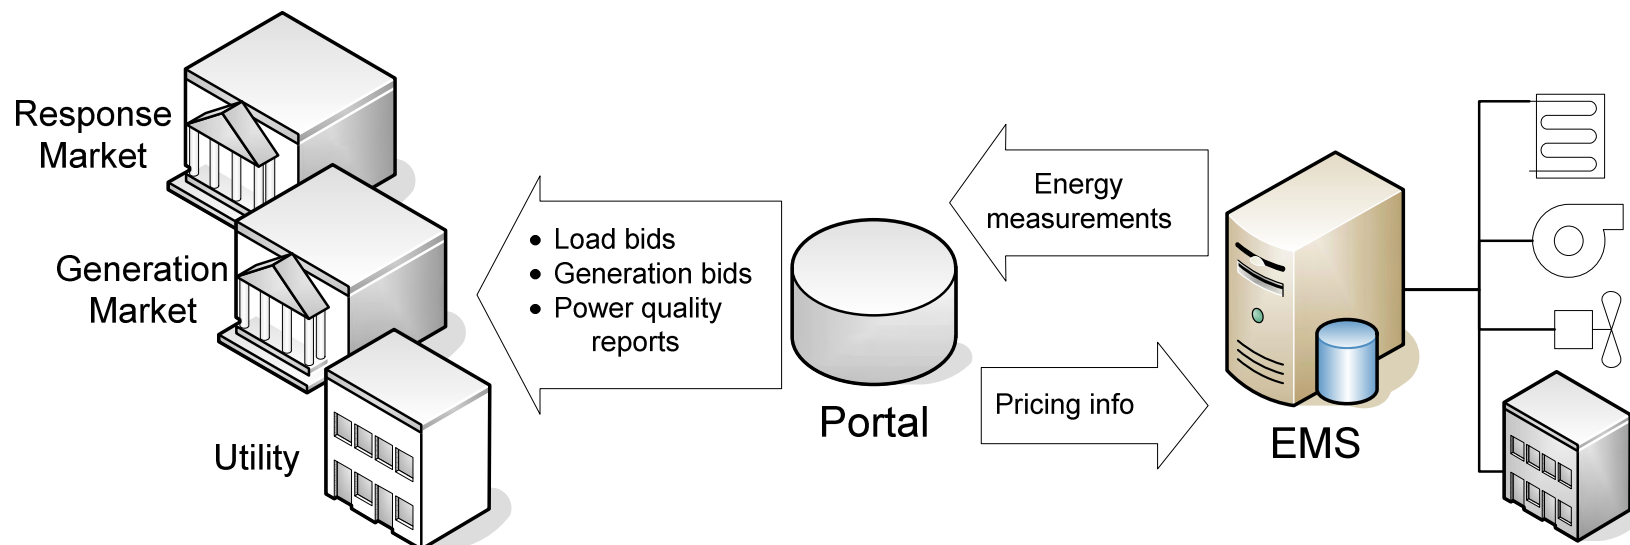 Response
Market
Generation
Market
Utility
• Load bids
• Generation bids
• Power quality
reports
Portal
Energy
measurements
Pricing info
EMS